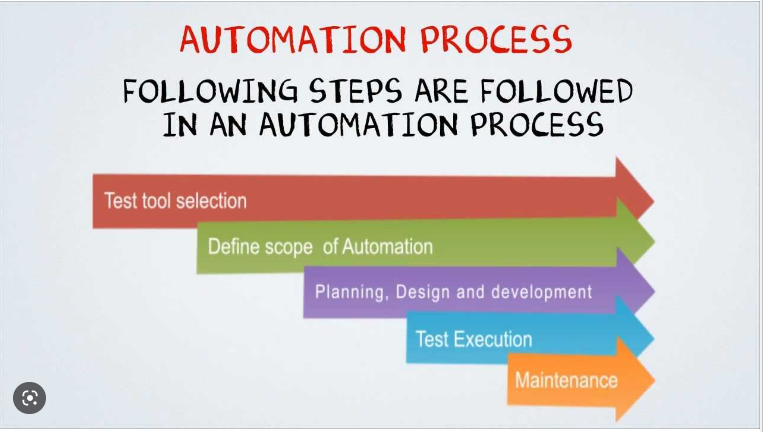 AUTOMATION PROCESS
FOLLOWING STEPS ARE FOLLOWED
IN AN AUTOMATION PROCESS
Test tool selection
Define scope of Automation
Planning, Design and development
Test Execution
Maintenance